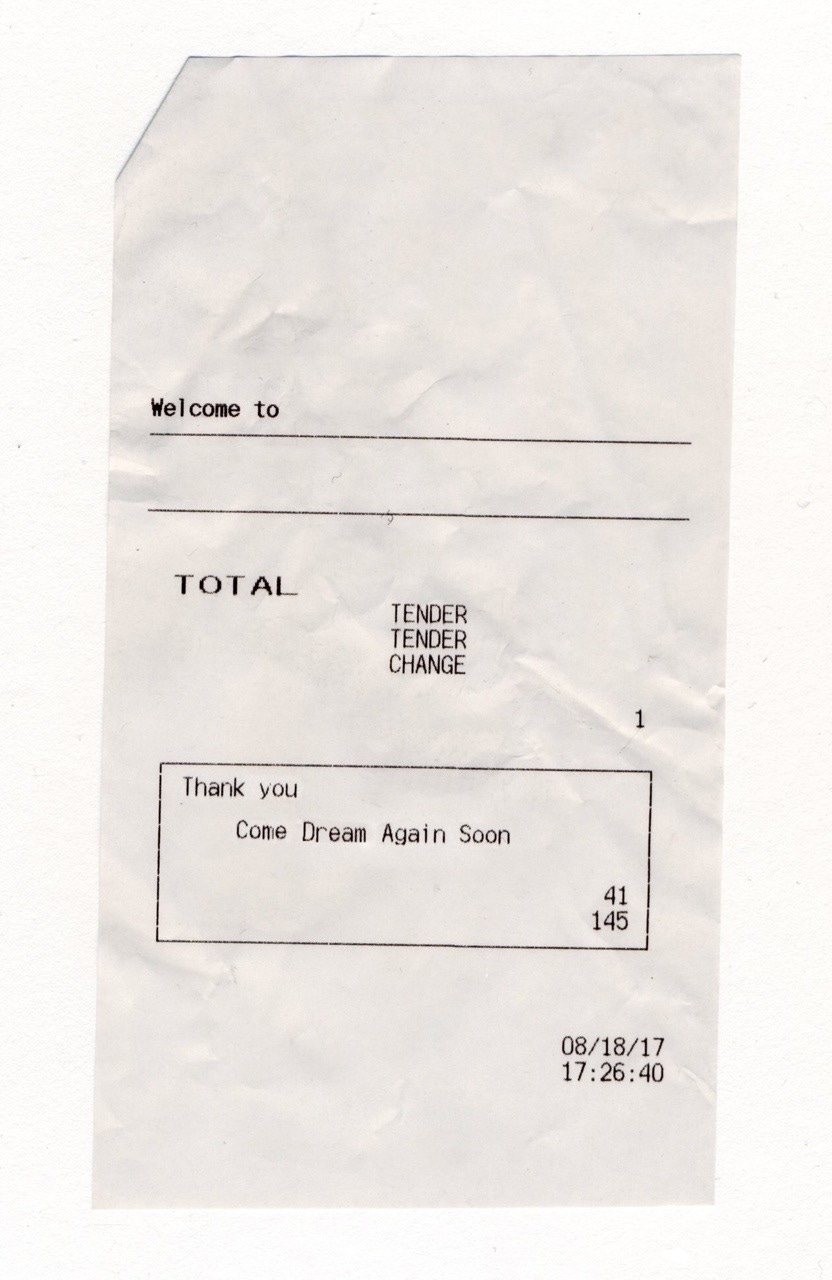 Welcome to
TOTAL
TENDER
TENDER
CHANGE
1
Thank you
Come Dream Again Soon
41
145
08/18/17
17:26:40